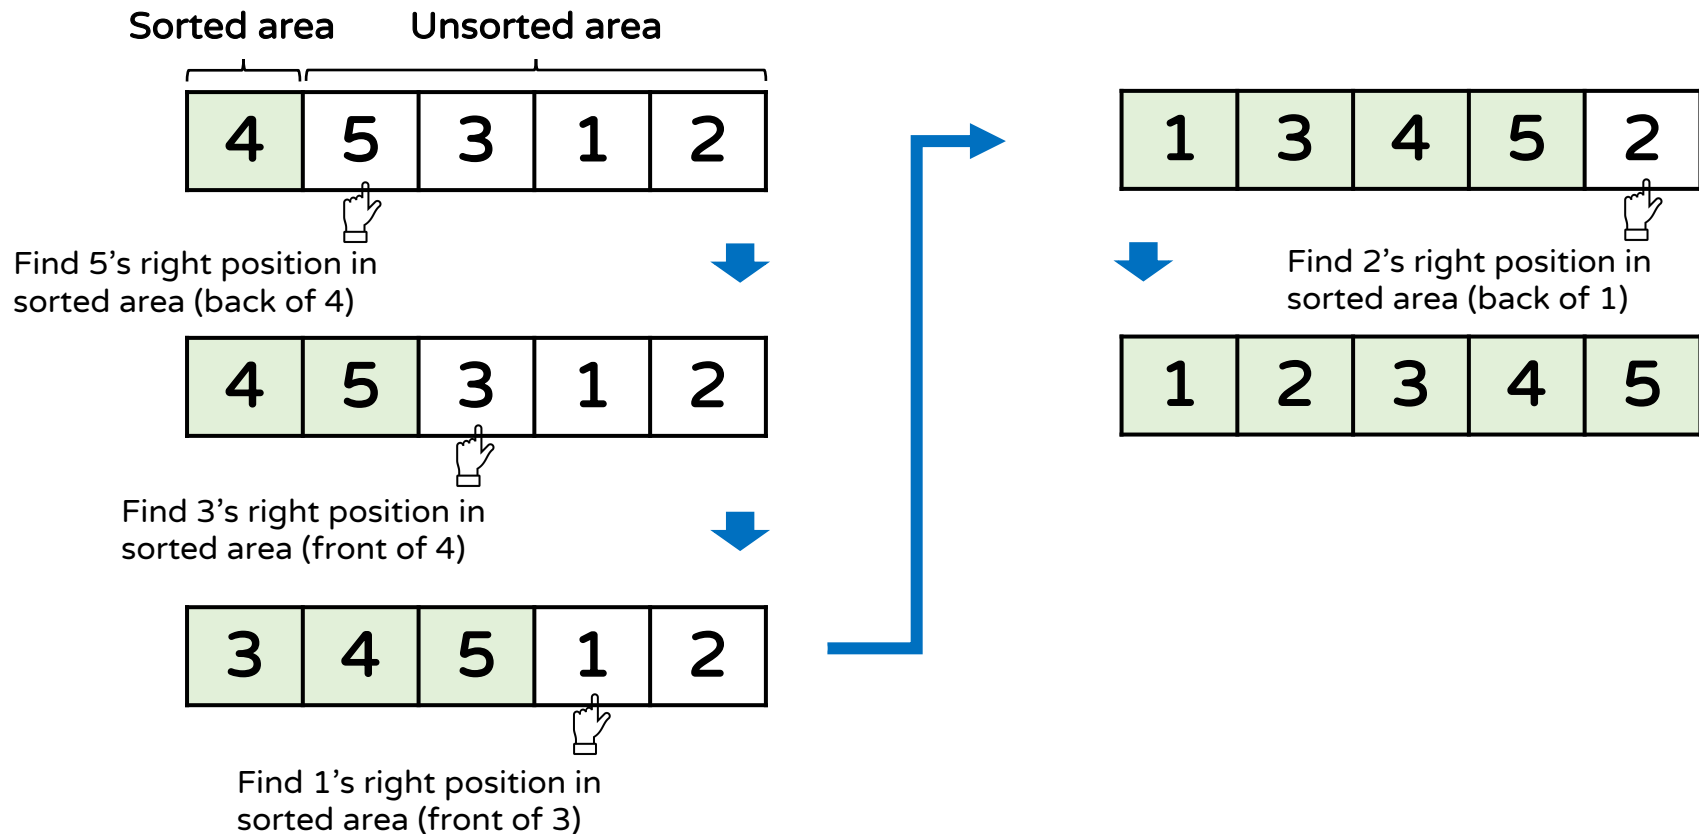 Sorted area Unsorted area
4 5 3 1 2
Find 5’s right position in
sorted area (back of 4)
4 5 3 1 2
Find 3’s right position in
sorted area (front of 4)
3 4 5 1 2
Find 1’s right position in
sorted area (front of 3)
1 3 4 5 2
Find 2’s right position in
sorted area (back of 1)
1 2 3 4 5